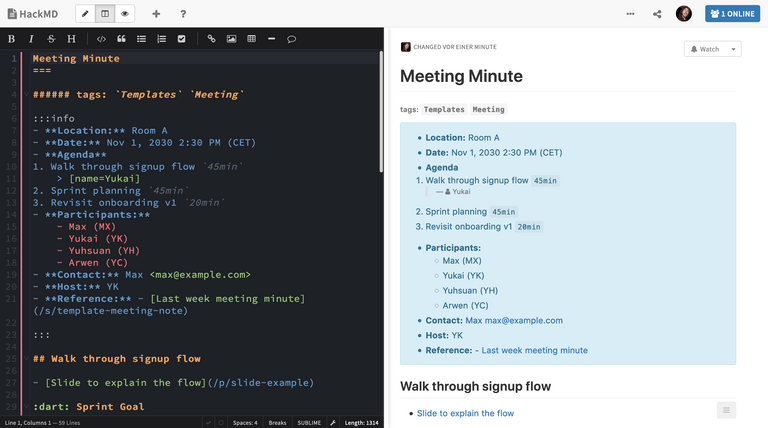 HackMD
+ ?
1 ONLINE
B I S H
1 Meeting Minute
2 ===
3
4 ###### tags: `Templates` `Meeting`
5
6 :::info
7 - **Location:** Room A
8 - **Date:** Nov 1, 2030 2:30 PM (CET)
9 - **Agenda**
10 1. Walk through signup flow `45min`
11 > [name=Yukai]
12 2. Sprint planning `45min`
13 3. Revisit onboarding v1 `20min`
14 - **Participants:**
15 - Max (MX)
16 - Yukai (YK)
17 - Yuhsuan (YH)
18 - Arwen (YC)
19 - **Contact:** Max <max@example.com>
20 - **Host:** YK
21 - **Reference:** - [Last week meeting minute]
(/s/template-meeting-note)
22
23 :::
24
25 ## Walk through signup flow
26
27 - [Slide to explain the flow](/p/slide-example)
28
29 :dart: Sprint Goal
Line 1, Columns 1 — 59 Lines
Spaces: 4
Breaks
SUBLIME
Length: 1314
CHANGED VOR EINER MINUTE
Watch
Meeting Minute
tags: Templates Meeting
• Location: Room A
• Date: Nov 1, 2030 2:30 PM (CET)
• Agenda
1. Walk through signup flow 45min
— Yukai
2. Sprint planning 45min
3. Revisit onboarding v1 20min
• Participants:
○ Max (MX)
○ Yukai (YK)
○ Yuhsuan (YH)
○ Arwen (YC)
• Contact: Max max@example.com
• Host: YK
• Reference: - Last week meeting minute
Walk through signup flow
• Slide to explain the flow